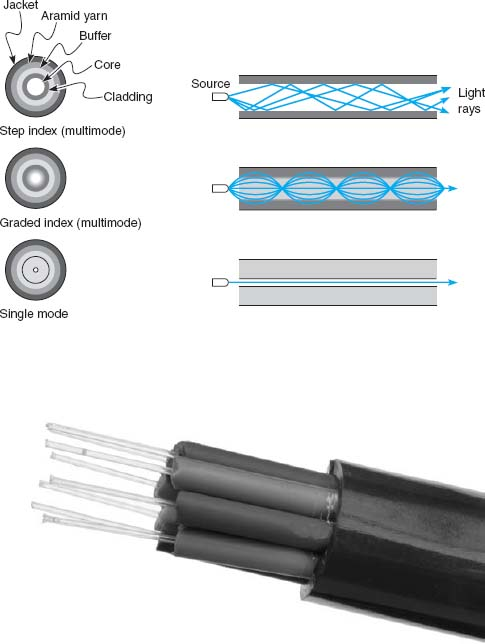 Jacket
Aramid yarn
Buffer
Core
Cladding
Step index (multimode)
Source
Light
rays
Graded index (multimode)
Single mode